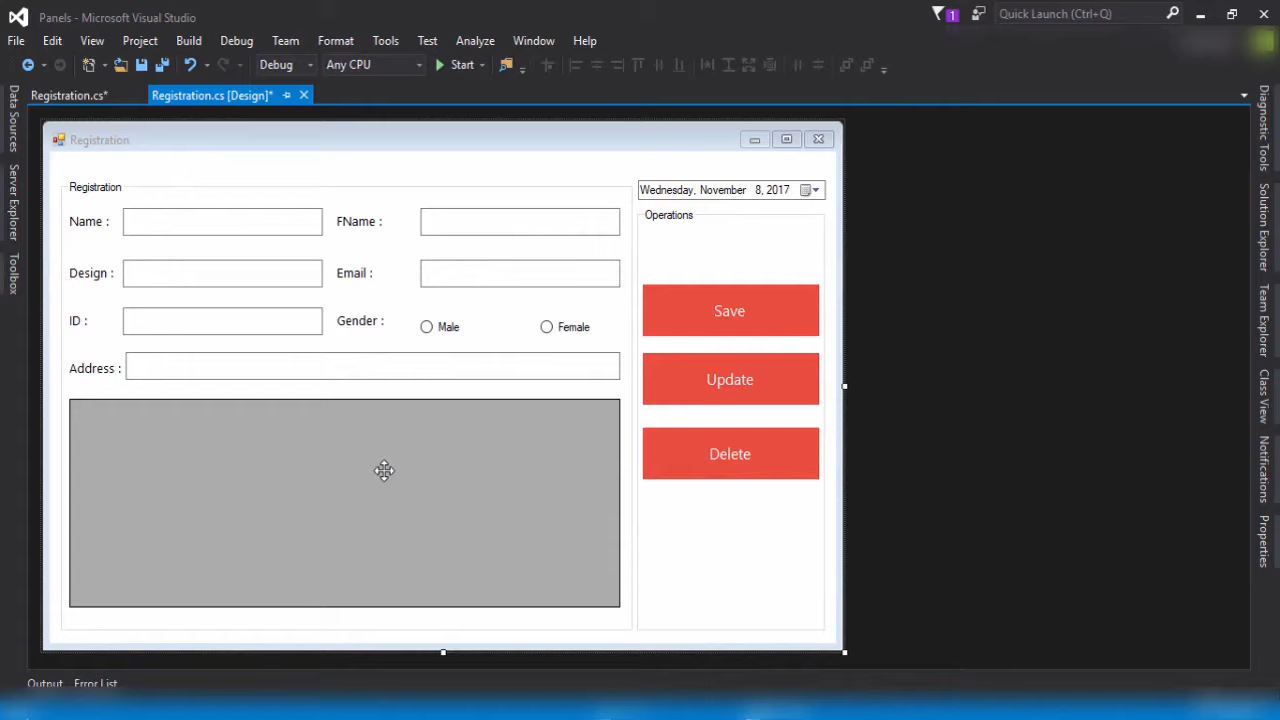 Panels - Microsoft Visual Studio
1
Quick Launch (Ctrl+Q)
File Edit View Project Build Debug Team Format Tools Test Analyze Window Help
Debug Any CPU Start
Registration.cs* Registration.cs [Design]*
Data Sources
Server Explorer
Toolbox
Registration
Registration
Name :
FName :
Design :
Email :
ID :
Gender :
Male
Female
Address :
Wednesday, November 8, 2017
Operations
Save
Update
Delete
Diagnostic Tools
Solution Explorer
Team Explorer
Class View
Notifications
Properties
Output Error List